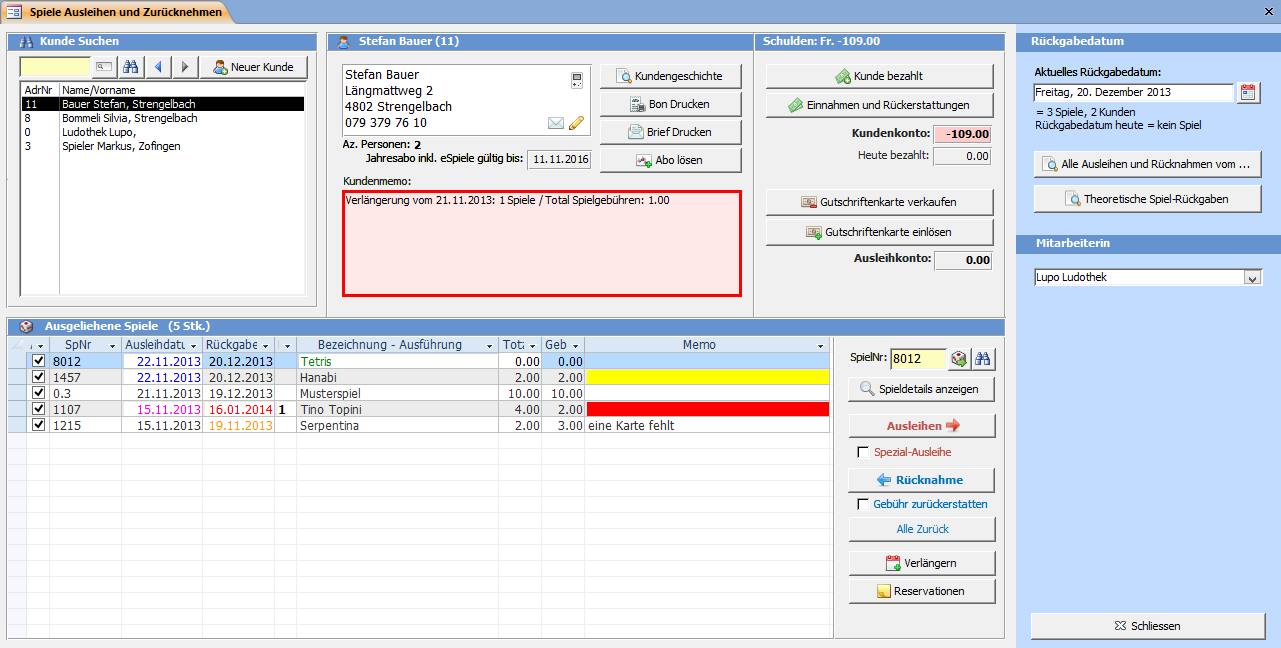 Spiele Ausleihen und Zurücknehmen
Kunde Suchen
Neuer Kunde
AdrNr Name/Vorname
11 Bauer Stefan, Strengelbach
8 Bommeli Silvia, Strengelbach
0 Ludothek Lupo,
3 Spieler Markus, Zofingen
Stefan Bauer (11)
Stefan Bauer
Längmattweg 2
4802 Strengelbach
079 379 76 10
Az. Personen: 2
Jahresabo inkl. eSpiele gültig bis: 11.11.2016
Kundengeschichte
Bon Drucken
Brief Drucken
Abo lösen
Kundenmemo:
Verlängerung vom 21.11.2013: 1 Spiele / Total Spielgebühren: 1.00
Schulden: Fr. -109.00
Kunde bezahlt
Einnahmen und Rückerstattungen
Kundenkonto: -109.00
Heute bezahlt: 0.00
Gutschriftenkarte verkaufen
Gutschriftenkarte einlösen
Ausleihkonto: 0.00
Rückgabedatum
Aktuelles Rückgabedatum:
Freitag, 20. Dezember 2013
= 3 Spiele, 2 Kunden
Rückgabedatum heute = kein Spiel
Alle Ausleihen und Rücknahmen vom ...
Theoretische Spiel-Rückgaben
Mitarbeiterin
Lupo Ludothek
Ausgeliehene Spiele (5 Stk.)
SpNr Ausleihdatu Rückgabe Bezeichnung - Ausführung Tota Geb Memo
8012 22.11.2013 20.12.2013 Tetris 0.00 0.00
1457 22.11.2013 20.12.2013 Hanabi 2.00 2.00
0.3 21.11.2013 19.12.2013 Musterspiel 10.00 10.00
1107 15.11.2013 16.01.2014 1 Tino Topini 4.00 2.00
1215 15.11.2013 19.11.2013 Serpentina 2.00 3.00 eine Karte fehlt
SpielNr: 8012
Spieldetails anzeigen
Ausleihen
Spezial-Ausleihe
Rücknahme
Gebühr zurückerstatten
Alle Zurück
Verlängern
Reservationen
Schliessen